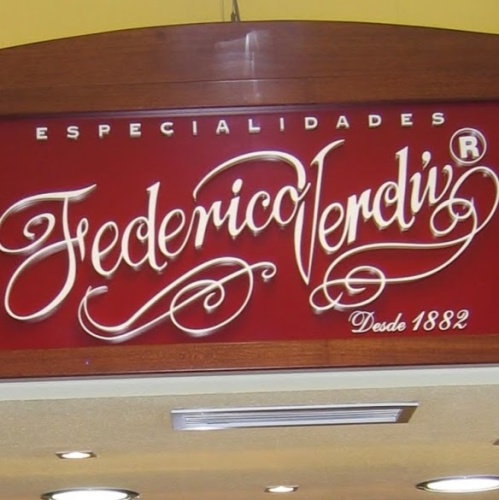 ESPECIALIDADES
Federico Verdú ®
Desde 1882